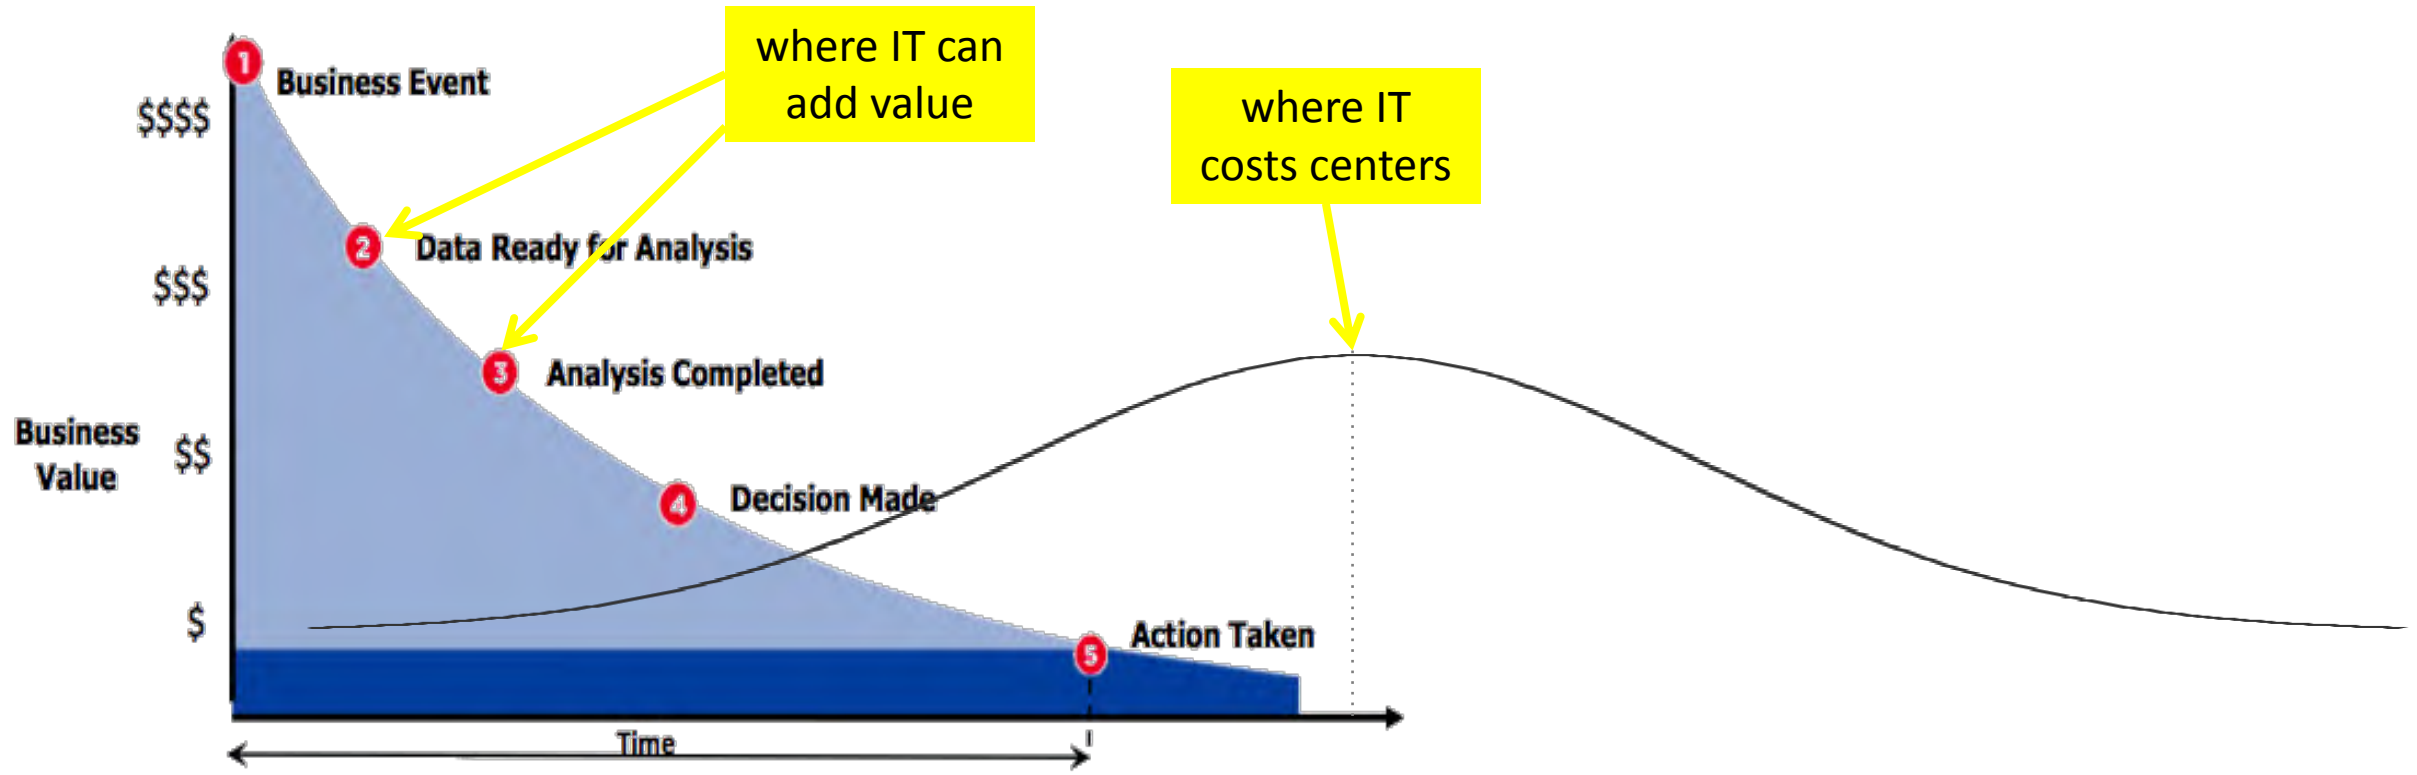 where IT can
add value
where IT
costs centers
1
Business Event
$$$$
2
Data Ready for Analysis
$$$
3
Analysis Completed
Business
Value
$$
4
Decision Made
$
5
Action Taken
Time